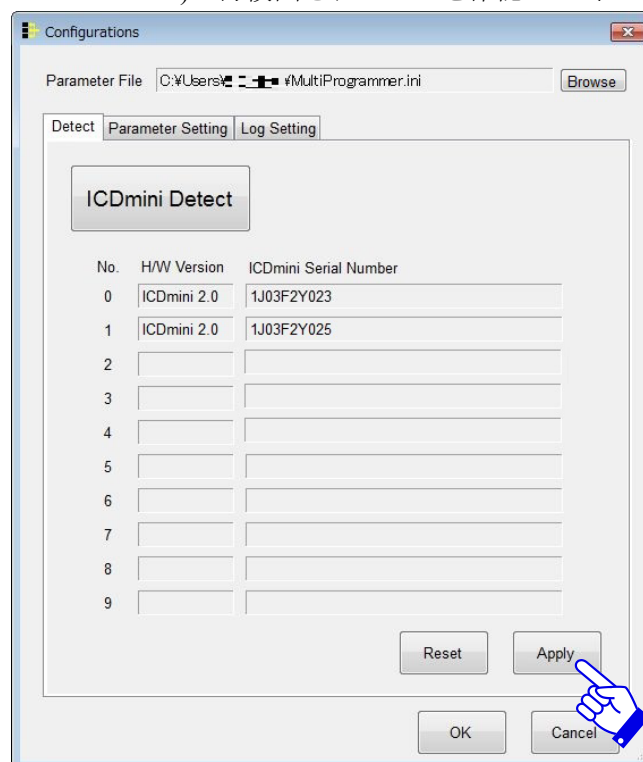 Configurations
Parameter File C:¥Users¥ ¥MultiProgrammer.ini Browse
Detect Parameter Setting Log Setting
ICDmini Detect
No. H/W Version ICDmini Serial Number
0 ICDmini 2.0 1J03F2Y023
1 ICDmini 2.0 1J03F2Y025
2
3
4
5
6
7
8
9
Reset Apply
OK Cancel